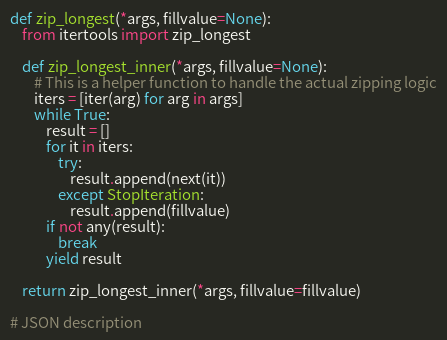 def zip_longest(*args, fillvalue=None):
    from itertools import zip_longest

    def zip_longest_inner(*args, fillvalue=None):
        # This is a helper function to handle the actual zipping logic
        iters = [iter(arg) for arg in args]
        while True:
            result = []
            for it in iters:
                try:
                    result.append(next(it))
                except StopIteration:
                    result.append(fillvalue)
            if not any(result):
                break
            yield result

    return zip_longest_inner(*args, fillvalue=fillvalue)

# JSON description